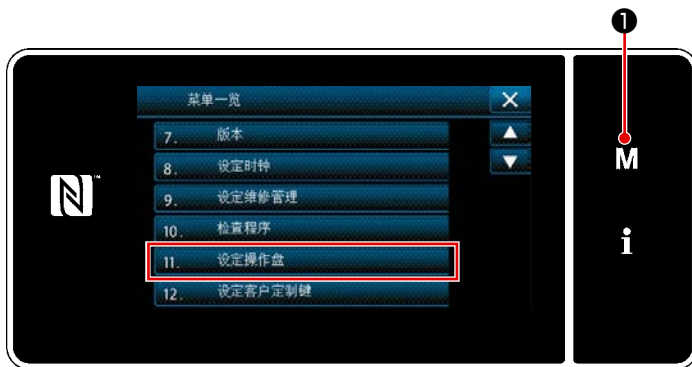 ❶
菜单一览
7. 版本
8. 设定时钟
9. 设定维修管理
10. 检查程序
11. 设定操作盘
12. 设定客户定制键
M
i
N
™